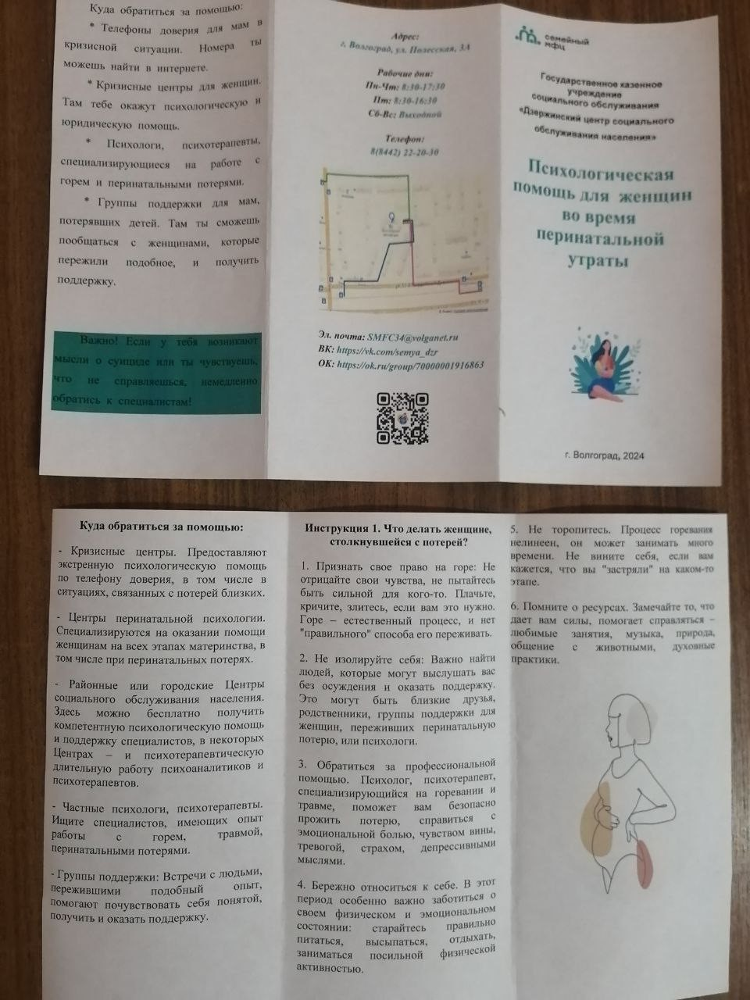 Куда обратиться за помощью:
* Телефоны доверия для мам в
кризисной ситуации. Номера ты
можешь найти в интернете.
* Кризисные центры для женщин.
Там тебе окажут психологическую и
юридическую помощь.
* Психологи, психотерапевты,
специализирующиеся на работе с
горем и перинатальными потерями.
* Группы поддержки для мам,
потерявших детей. Там ты сможешь
пообщаться с женщинами, которые
пережили подобное, и получить
поддержку.
Важно! Если у тебя возникают
мысли о суициде или ты чувствуешь,
что не справляешься, немедленно
обратись к специалистам!
Адрес:
г. Волгоград, ул. Полесская, 3А
Рабочие дни:
Пн-Чт: 8:30-17:30
Пт: 8:30-16:30
Сб-Вс: Выходной
Телефон:
8(8442) 22-20-30
Эл. почта: SMFC34@volganet.ru
ВК: https://vk.com/semya_dzr
ОК: https://ok.ru/group/70000001916863
семейный
мфц
Государственное казенное
учреждение
социального обслуживания
«Дзержинский центр социального
обслуживания населения»
Психологическая
помощь для женщин
во время
перинатальной
утраты
г. Волгоград, 2024
Куда обратиться за помощью:
- Кризисные центры. Предоставляют
экстренную психологическую помощь
по телефону доверия, в том числе в
ситуациях, связанных с потерей близких.
- Центры перинатальной психологии.
Специализируются на оказании помощи
женщинам на всех этапах материнства, в
том числе при перинатальных потерях.
- Районные или городские Центры
социального обслуживания населения.
Здесь можно бесплатно получить
компетентную психологическую помощь
и поддержку специалистов, в некоторых
Центрах – и психотерапевтическую
длительную работу психоаналитиков и
психотерапевтов.
- Частные психологи, психотерапевты.
Ищите специалистов, имеющих опыт
работы с горем, травмой,
перинатальными потерями.
- Группы поддержки: Встречи с людьми,
пережившими подобный опыт,
помогают почувствовать себя понятой,
получить и оказать поддержку.
Инструкция 1. Что делать женщине,
столкнувшейся с потерей?
1. Признать свое право на горе: Не
отрицайте свои чувства, не пытайтесь
быть сильной для кого-то. Плачьте,
кричите, злитесь, если вам это нужно.
Горе – естественный процесс, и нет
"правильного" способа его переживать.
2. Не изолируйте себя: Важно найти
людей, которые могут выслушать вас
без осуждения и оказать поддержку.
Это могут быть близкие друзья,
родственники, группы поддержки для
женщин, переживших перинатальную
потерю, или психологи.
3. Обратиться за профессиональной
помощью. Психолог, психотерапевт,
специализирующийся на горевании и
травме, поможет вам безопасно
прожить потерю, справиться с
эмоциональной болью, чувством вины,
тревогой, страхом, депрессивными
мыслями.
4. Бережно относиться к себе. В этот
период особенно важно заботиться о
своем физическом и эмоциональном
состоянии: старайтесь правильно
питаться, высыпаться, отдыхать,
заниматься посильной физической
активностью.
5. Не торопитесь. Процесс горевания
нелинеен, он может занимать много
времени. Не вините себя, если вам
кажется, что вы "застряли" на каком-то
этапе.
6. Помните о ресурсах. Замечайте то, что
дает вам силы, помогает справляться –
любимые занятия, музыка, природа,
общение с животными, духовные
практики.